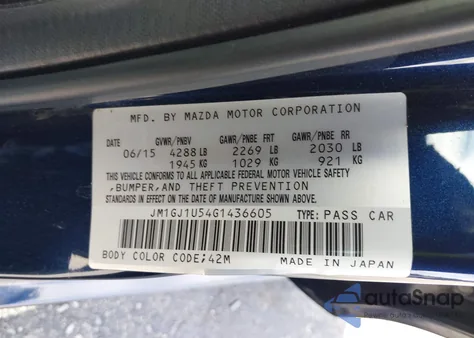 MFD. BY MAZDA MOTOR CORPORATION
DATE GVWR/PNBV GAWR/PNBE FRT GAWR/PNBE RR
06/15 4288 LB 2269 LB 2030 LB
1945 KG 1029 KG 921 KG
THIS VEHICLE CONFORMS TO ALL APPLICABLE FEDERAL MOTOR VEHICLE SAFETY
,BUMPER,AND THEFT PREVENTION
STANDARDS IN EFFECT ON THE DATE OF MANUFACTURE SHOWN ABOVE.
JM1GJ1U54G1436605 TYPE: PASS CAR
BODY COLOR CODE;42M MADE IN JAPAN
autoSnap